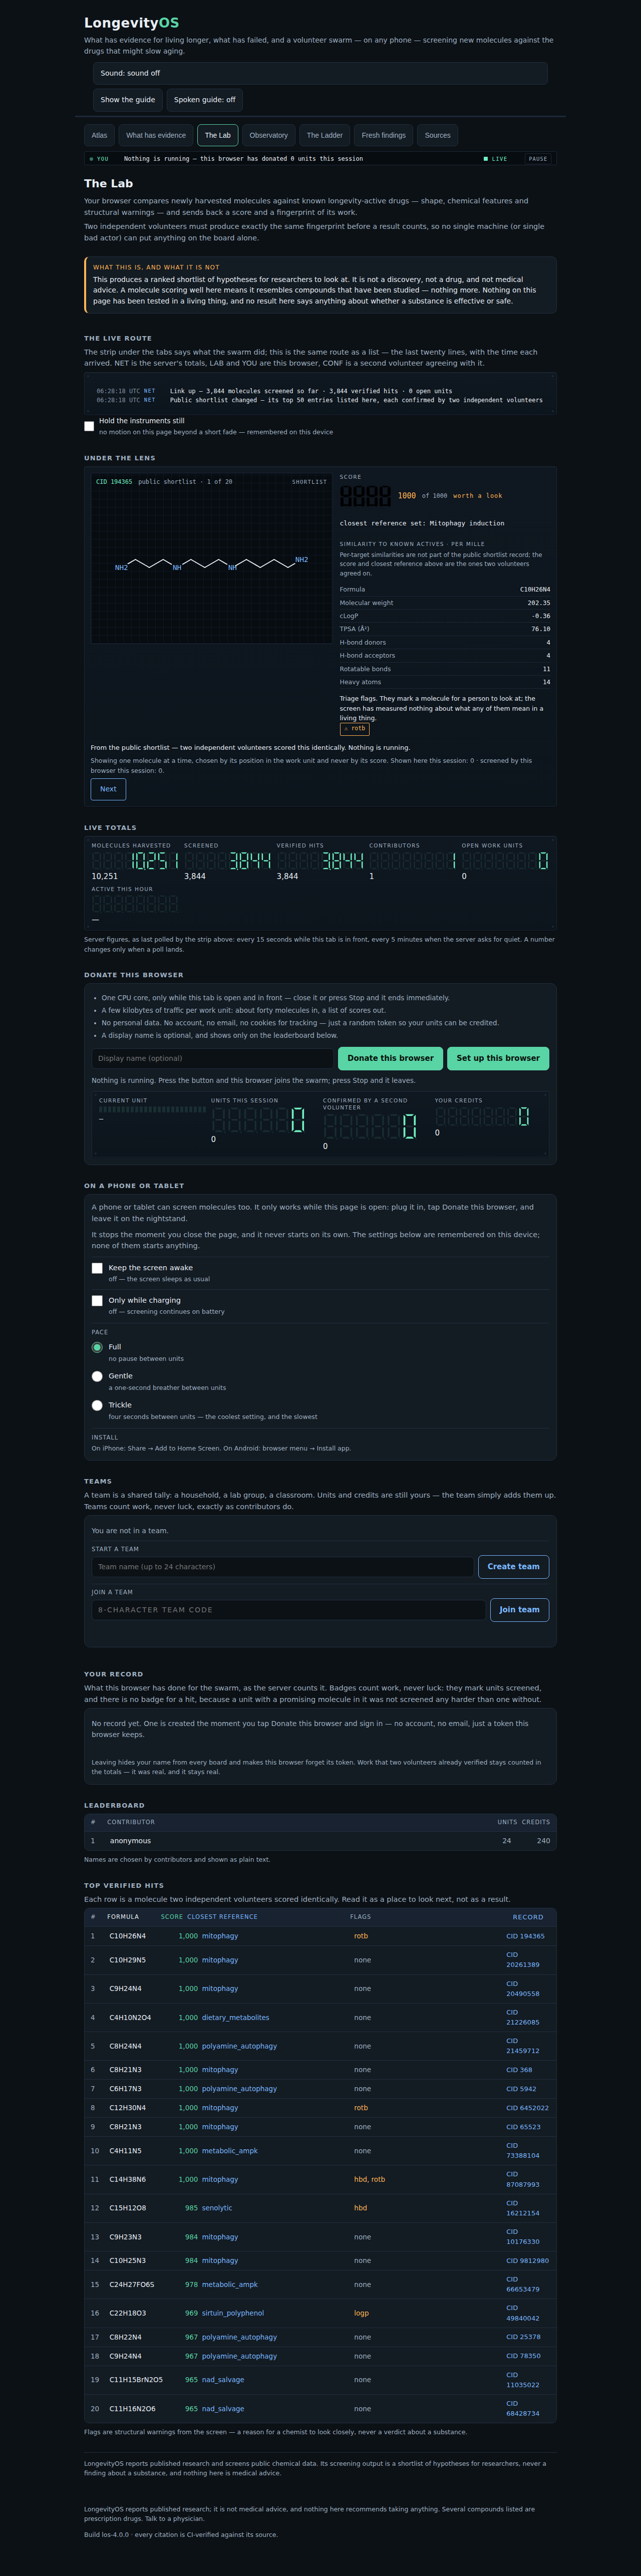 LongevityOS
What has evidence for living longer, what has failed, and a volunteer swarm — on any phone — screening new molecules against the
drugs that might slow aging.
Sound: sound off
Show the guide
Spoken guide: off
Atlas
What has evidence
The Lab
Observatory
The Ladder
Fresh findings
Sources
YOU
Nothing is running — this browser has donated 0 units this session
LIVE
PAUSE
The Lab
Your browser compares newly harvested molecules against known longevity-active drugs — shape, chemical features and
structural warnings — and sends back a score and a fingerprint of its work.
Two independent volunteers must produce exactly the same fingerprint before a result counts, so no single machine (or single
bad actor) can put anything on the board alone.
WHAT THIS IS, AND WHAT IT IS NOT
This produces a ranked shortlist of hypotheses for researchers to look at. It is not a discovery, not a drug, and not medical
advice. A molecule scoring well here means it resembles compounds that have been studied — nothing more. Nothing on this
page has been tested in a living thing, and no result here says anything about whether a substance is effective or safe.
THE LIVE ROUTE
The strip under the tabs says what the swarm did; this is the same route as a list — the last twenty lines, with the time each
arrived. NET is the server's totals, LAB and YOU are this browser, CONF is a second volunteer agreeing with it.
06:28:18 UTC NET Link up — 3,844 molecules screened so far · 3,844 verified hits · 0 open units
06:28:18 UTC NET Public shortlist changed — its top 50 entries listed here, each confirmed by two independent volunteers
Hold the instruments still
no motion on this page beyond a short fade — remembered on this device
UNDER THE LENS
CID 194365 public shortlist · 1 of 20
SHORTLIST
NH2
NH
NH
NH2
SCORE
1000 of 1000 worth a look
closest reference set: Mitophagy induction
SIMILARITY TO KNOWN ACTIVES · PER MILLE
Per-target similarities are not part of the public shortlist record; the
score and closest reference above are the ones two volunteers
agreed on.
Formula C10H26N4
Molecular weight 202.35
cLogP -0.36
TPSA (Å²) 76.10
H-bond donors 4
H-bond acceptors 4
Rotatable bonds 11
Heavy atoms 14
Triage flags. They mark a molecule for a person to look at; the
screen has measured nothing about what any of them mean in a
living thing.
⚠ rotb
From the public shortlist — two independent volunteers scored this identically. Nothing is running.
Showing one molecule at a time, chosen by its position in the work unit and never by its score. Shown here this session: 0 · screened by this
browser this session: 0.
Next
LIVE TOTALS
MOLECULES HARVESTED
10251
10,251
SCREENED
3844
3,844
VERIFIED HITS
3844
3,844
CONTRIBUTORS
1
1
OPEN WORK UNITS
0
0
ACTIVE THIS HOUR
—
Server figures, as last polled by the strip above: every 15 seconds while this tab is in front, every 5 minutes when the server asks for quiet. A number
changes only when a poll lands.
DONATE THIS BROWSER
• One CPU core, only while this tab is open and in front — close it or press Stop and it ends immediately.
• A few kilobytes of traffic per work unit: about forty molecules in, a list of scores out.
• No personal data. No account, no email, no cookies for tracking — just a random token so your units can be credited.
• A display name is optional, and shows only on the leaderboard below.
Display name (optional)
Donate this browser
Set up this browser
Nothing is running. Press the button and this browser joins the swarm; press Stop and it leaves.
CURRENT UNIT
—
UNITS THIS SESSION
0
0
CONFIRMED BY A SECOND
VOLUNTEER
0
0
YOUR CREDITS
0
0
ON A PHONE OR TABLET
A phone or tablet can screen molecules too. It only works while this page is open: plug it in, tap Donate this browser, and
leave it on the nightstand.
It stops the moment you close the page, and it never starts on its own. The settings below are remembered on this device;
none of them starts anything.
Keep the screen awake
off — the screen sleeps as usual
Only while charging
off — screening continues on battery
PACE
Full
no pause between units
Gentle
a one-second breather between units
Trickle
four seconds between units — the coolest setting, and the slowest
INSTALL
On iPhone: Share → Add to Home Screen. On Android: browser menu → Install app.
TEAMS
A team is a shared tally: a household, a lab group, a classroom. Units and credits are still yours — the team simply adds them up.
Teams count work, never luck, exactly as contributors do.
You are not in a team.
START A TEAM
Team name (up to 24 characters)
Create team
JOIN A TEAM
8-CHARACTER TEAM CODE
Join team
YOUR RECORD
What this browser has done for the swarm, as the server counts it. Badges count work, never luck: they mark units screened,
and there is no badge for a hit, because a unit with a promising molecule in it was not screened any harder than one without.
No record yet. One is created the moment you tap Donate this browser and sign in — no account, no email, just a token this
browser keeps.
Leaving hides your name from every board and makes this browser forget its token. Work that two volunteers already verified stays counted in
the totals — it was real, and it stays real.
LEADERBOARD
# CONTRIBUTOR UNITS CREDITS
1 anonymous 24 240
Names are chosen by contributors and shown as plain text.
TOP VERIFIED HITS
Each row is a molecule two independent volunteers scored identically. Read it as a place to look next, not as a result.
# FORMULA SCORE CLOSEST REFERENCE FLAGS RECORD
1 C10H26N4 1,000 mitophagy rotb CID 194365
2 C10H29N5 1,000 mitophagy none CID 20261389
3 C9H24N4 1,000 mitophagy none CID 20490558
4 C4H10N2O4 1,000 dietary_metabolites none CID 21226085
5 C8H24N4 1,000 polyamine_autophagy none CID 21459712
6 C8H21N3 1,000 mitophagy none CID 368
7 C6H17N3 1,000 polyamine_autophagy none CID 5942
8 C12H30N4 1,000 mitophagy rotb CID 6452022
9 C8H21N3 1,000 mitophagy none CID 65523
10 C4H11N5 1,000 metabolic_ampk none CID 73388104
11 C14H38N6 1,000 mitophagy hbd, rotb CID 87087993
12 C15H12O8 985 senolytic hbd CID 16212154
13 C9H23N3 984 mitophagy none CID 10176330
14 C10H25N3 984 mitophagy none CID 9812980
15 C24H27FO6S 978 metabolic_ampk none CID 66653479
16 C22H18O3 969 sirtuin_polyphenol logp CID 49840042
17 C8H22N4 967 polyamine_autophagy none CID 25378
18 C9H24N4 967 polyamine_autophagy none CID 78350
19 C11H15BrN2O5 965 nad_salvage none CID 11035022
20 C11H16N2O6 965 nad_salvage none CID 68428734
Flags are structural warnings from the screen — a reason for a chemist to look closely, never a verdict about a substance.
LongevityOS reports published research and screens public chemical data. Its screening output is a shortlist of hypotheses for researchers, never a
finding about a substance, and nothing here is medical advice.
LongevityOS reports published research; it is not medical advice, and nothing here recommends taking anything. Several compounds listed are
prescription drugs. Talk to a physician.
Build los-4.0.0 · every citation is CI-verified against its source.